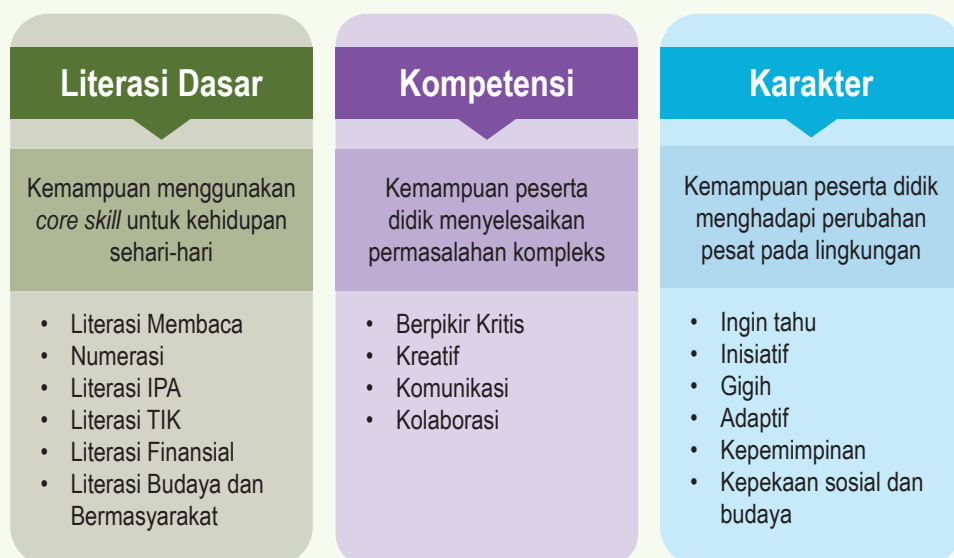 Literasi Dasar
Kemampuan menggunakan
core skill untuk kehidupan
sehari-hari
• Literasi Membaca
• Numerasi
• Literasi IPA
• Literasi TIK
• Literasi Finansial
• Literasi Budaya dan
Bermasyarakat
Kompetensi
Kemampuan peserta
didik menyelesaikan
permasalahan kompleks
• Berpikir Kritis
• Kreatif
• Komunikasi
• Kolaborasi
Karakter
Kemampuan peserta didik
menghadapi perubahan
pesat pada lingkungan
• Ingin tahu
• Inisiatif
• Gigih
• Adaptif
• Kepemimpinan
• Kepekaan sosial dan
budaya